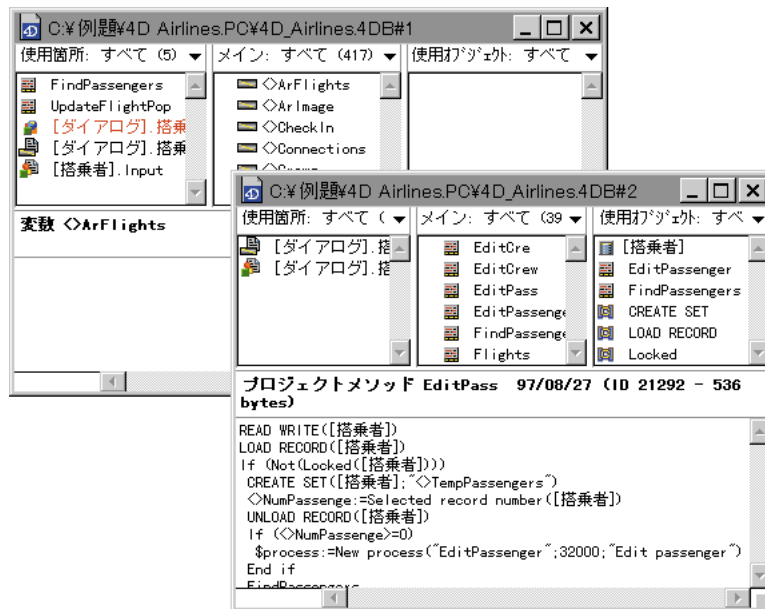 C:¥例題¥4D Airlines.PC¥4D_Airlines.4DB#1
使用箇所: すべて (5)
メイン: すべて (417)
使用ｵﾌﾞｼﾞｪｸﾄ: すべて
FindPassengers
UpdateFlightPop
[ダイアログ].搭乗
[ダイアログ].搭乗
[搭乗者].Input
<>ArFlights
<>ArImage
<>CheckIn
<>Connections
変数 <>ArFlights
C:¥例題¥4D Airlines.PC¥4D_Airlines.4DB#2
使用箇所: すべて (
メイン: すべて (39
使用ｵﾌﾞｼﾞｪｸﾄ: すべ
[ダイアログ].搭
[ダイアログ].搭
EditCre
EditCrew
EditPass
EditPassenge
FindPassenge
Flights
[搭乗者]
EditPassenger
FindPassengers
CREATE SET
LOAD RECORD
Locked
プロジェクトメソッド EditPass 97/08/27 (ID 21292 - 536
bytes)
READ WRITE([搭乗者])
LOAD RECORD([搭乗者])
If (Not(Locked([搭乗者])))
CREATE SET([搭乗者];"<>TempPassengers")
<>NumPassenge:=Selected record number([搭乗者])
UNLOAD RECORD([搭乗者])
If (<>NumPassenge>=0)
$process:=New process("EditPassenger";32000;"Edit passenger")
End if
FindPassengers